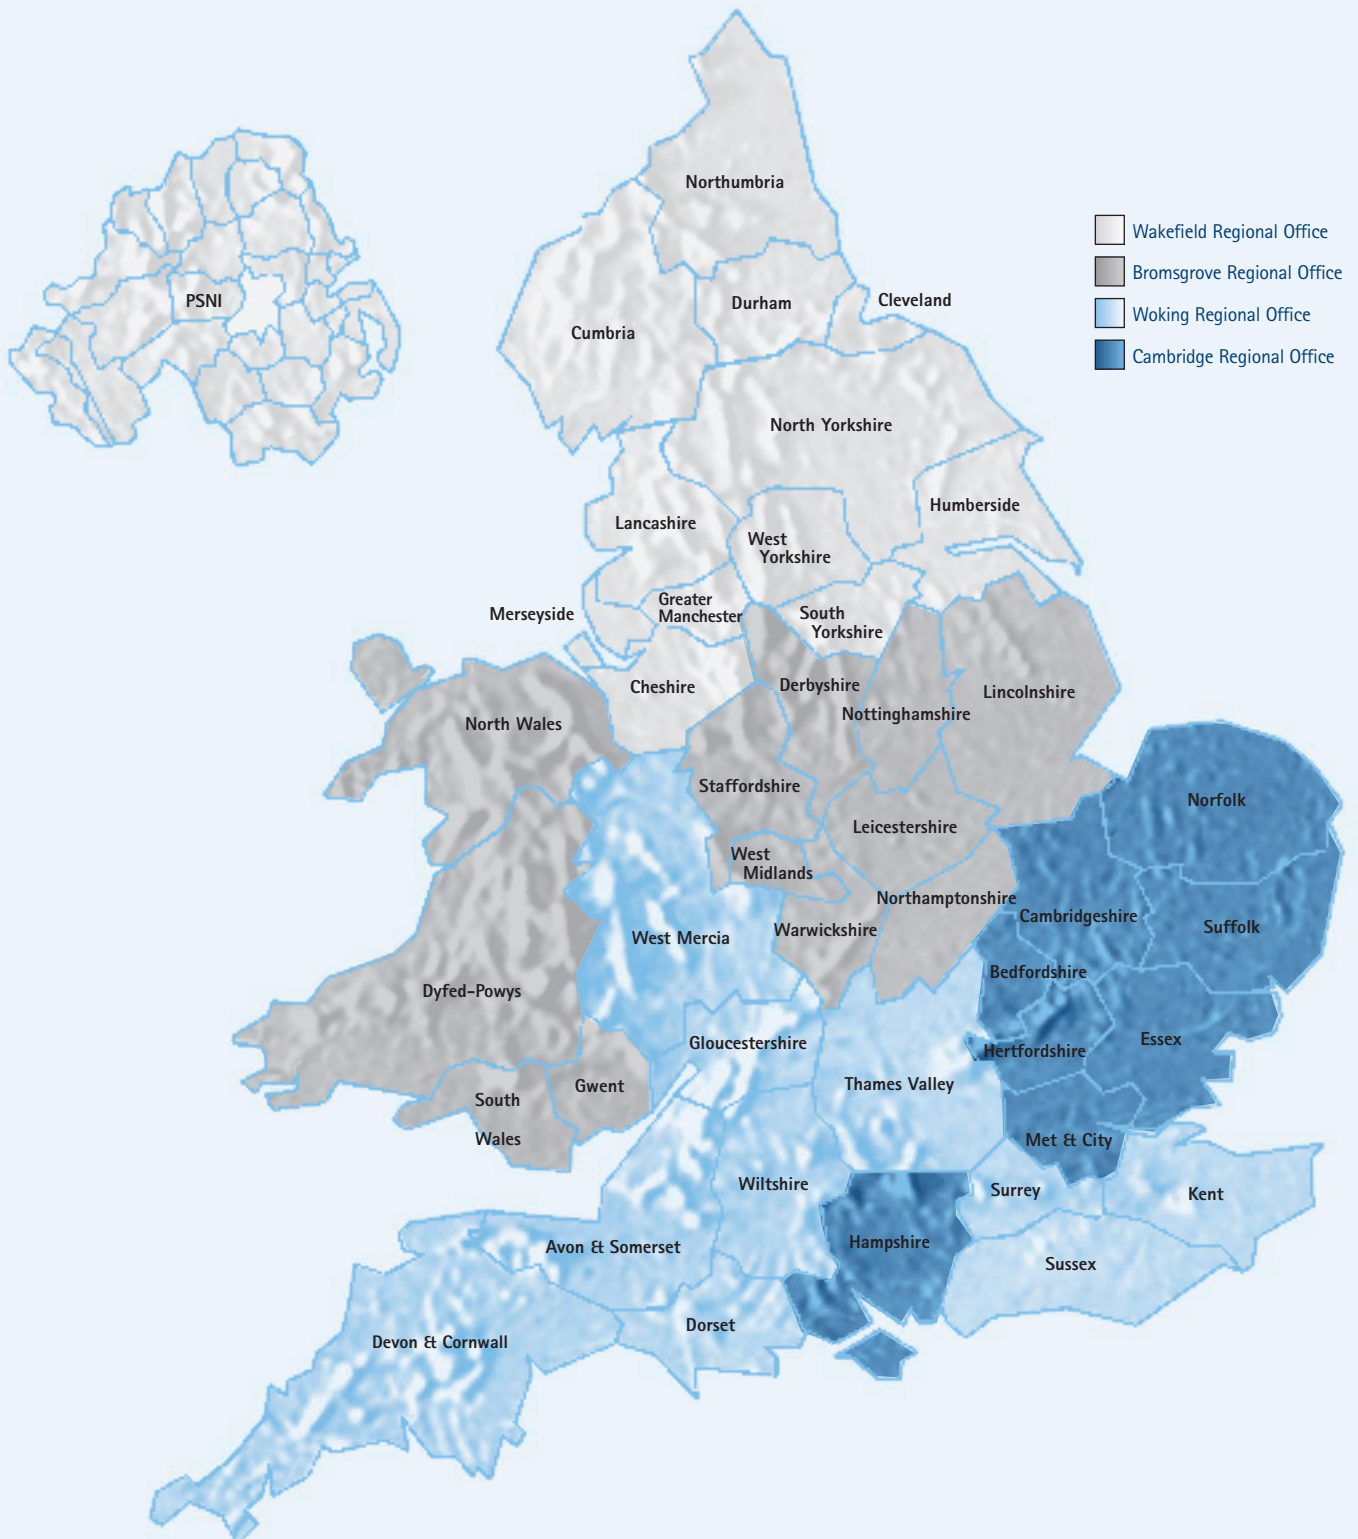 Northumbria
Wakefield Regional Office
Bromsgrove Regional Office
Woking Regional Office
Cambridge Regional Office
PSNI
Durham
Cleveland
Cumbria
North Yorkshire
Humberside
Lancashire
West
Yorkshire
Merseyside
Greater
Manchester
South
Yorkshire
Cheshire
Derbyshire
Lincolnshire
Nottinghamshire
North Wales
Staffordshire
Norfolk
Leicestershire
West
Midlands
Northamptonshire
Cambridgeshire
Suffolk
Warwickshire
West Mercia
Bedfordshire
Dyfed-Powys
Gloucestershire
Hertfordshire
Essex
Thames Valley
Gwent
South
Wales
Met & City
Wiltshire
Surrey
Kent
Hampshire
Avon & Somerset
Sussex
Dorset
Devon & Cornwall